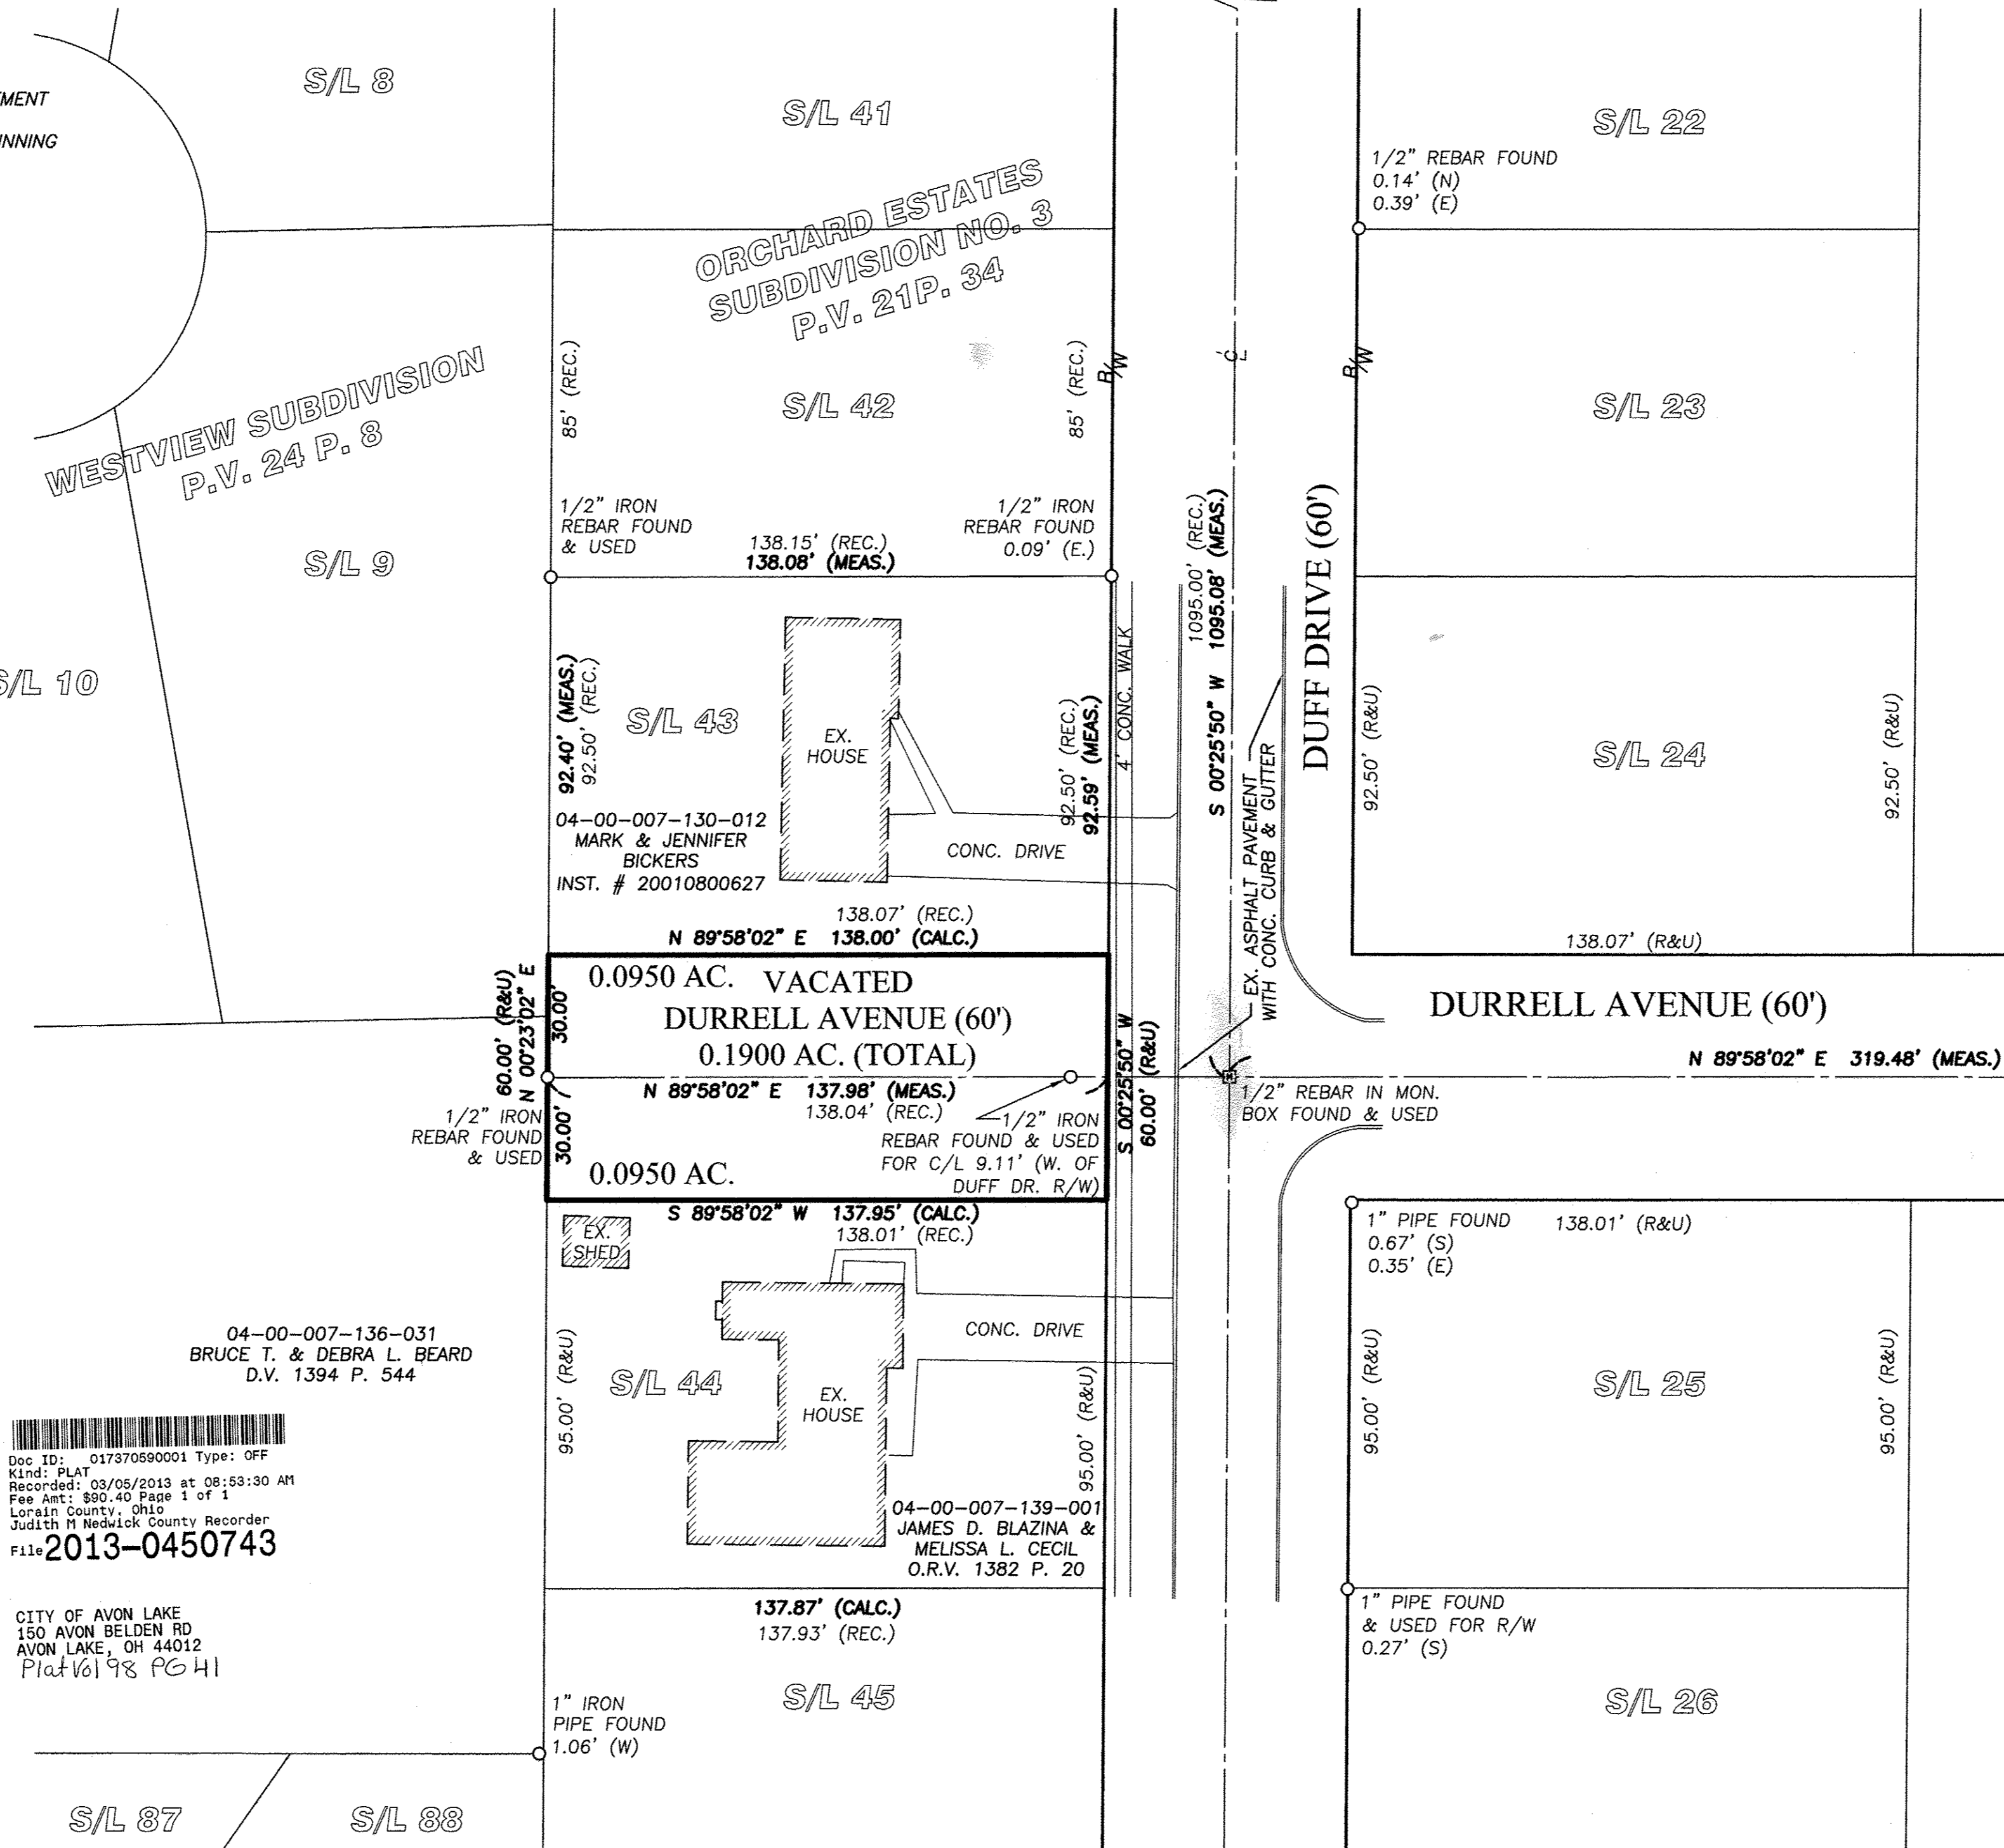 EMENT
S/L 8
S/L 41
S/L 22
1/2" REBAR FOUND
0.14' (N)
0.39' (E)
ORCHARD ESTATES
SUBDIVISION NO. 3
P.V. 21P. 34
WESTVIEW SUBDIVISION
P.V. 24 P. 8
85' (REC.)
S/L 42
85' (REC.)
R/W
CL
R/W
S/L 23
S/L 9
S/L 10
1/2" IRON
REBAR FOUND
& USED
138.15' (REC.)
138.08' (MEAS.)
1/2" IRON
REBAR FOUND
0.09' (E.)
1095.00' (REC.)
S 00°25'50" W 1095.08' (MEAS.)
DUFF DRIVE (60')
92.40' (MEAS.)
92.50' (REC.)
S/L 43
EX.
HOUSE
92.50' (REC.)
92.59' (MEAS.)
4' CONC. WALK
EX. ASPHALT PAVEMENT
WITH CONC. CURB & GUTTER
92.50' (R&U)
S/L 24
92.50' (R&U)
04-00-007-130-012
MARK & JENNIFER
BICKERS
INST. # 20010800627
CONC. DRIVE
138.07' (REC.)
N 89°58'02" E 138.00' (CALC.)
138.07' (R&U)
60.00' (R&U)
N 00°23'02" E
30.00'
0.0950 AC.
VACATED
DURRELL AVENUE (60')
0.1900 AC. (TOTAL)
N 89°58'02" E 137.98' (MEAS.)
138.04' (REC.)
S 00°25'50" W
60.00' (R&U)
DURRELL AVENUE (60')
N 89°58'02" E 319.48' (MEAS.)
M
1/2" REBAR IN MON.
BOX FOUND & USED
1/2" IRON
REBAR FOUND
& USED
30.00'
0.0950 AC.
1/2" IRON
REBAR FOUND & USED
FOR C/L 9.11' (W. OF
DUFF DR. R/W)
S 89°58'02" W 137.95' (CALC.)
138.01' (REC.)
EX.
SHED
1" PIPE FOUND
0.67' (S)
0.35' (E)
138.01' (R&U)
04-00-007-136-031
BRUCE T. & DEBRA L. BEARD
D.V. 1394 P. 544
95.00' (R&U)
S/L 44
EX.
HOUSE
CONC. DRIVE
95.00' (R&U)
95.00' (R&U)
S/L 25
95.00' (R&U)
04-00-007-139-001
JAMES D. BLAZINA &
MELISSA L. CECIL
O.R.V. 1382 P. 20
Doc ID: 017370590001 Type: OFF
Kind: PLAT
Recorded: 03/05/2013 at 08:53:30 AM
Fee Amt: $90.40 Page 1 of 1
Lorain County, Ohio
Judith M Nedwick County Recorder
File 2013-0450743
CITY OF AVON LAKE
150 AVON BELDEN RD
AVON LAKE, OH 44012
Plat Vol 98 PG 41
137.87' (CALC.)
137.93' (REC.)
1" PIPE FOUND
& USED FOR R/W
0.27' (S)
1" IRON
PIPE FOUND
1.06' (W)
S/L 45
S/L 26
S/L 87
S/L 88